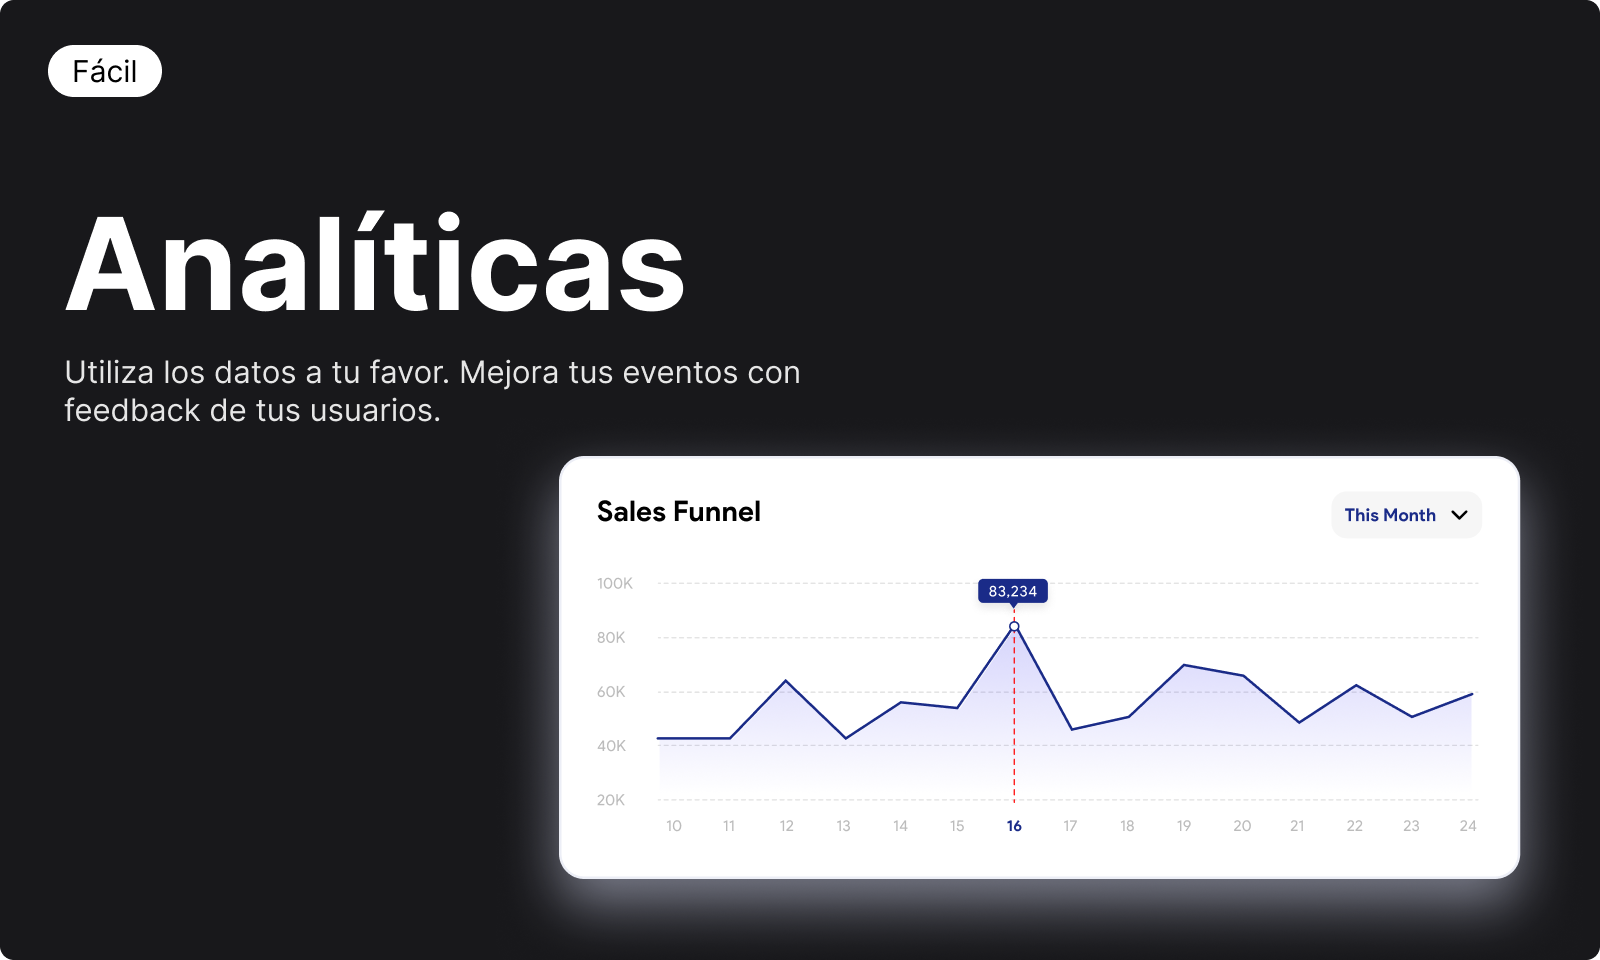 Fácil
Analíticas
Utiliza los datos a tu favor. Mejora tus eventos con
feedback de tus usuarios.
Sales Funnel
This Month
100K
83,234
80K
60K
40K
20K
10 11 12 13 14 15 16 17 18 19 20 21 22 23 24